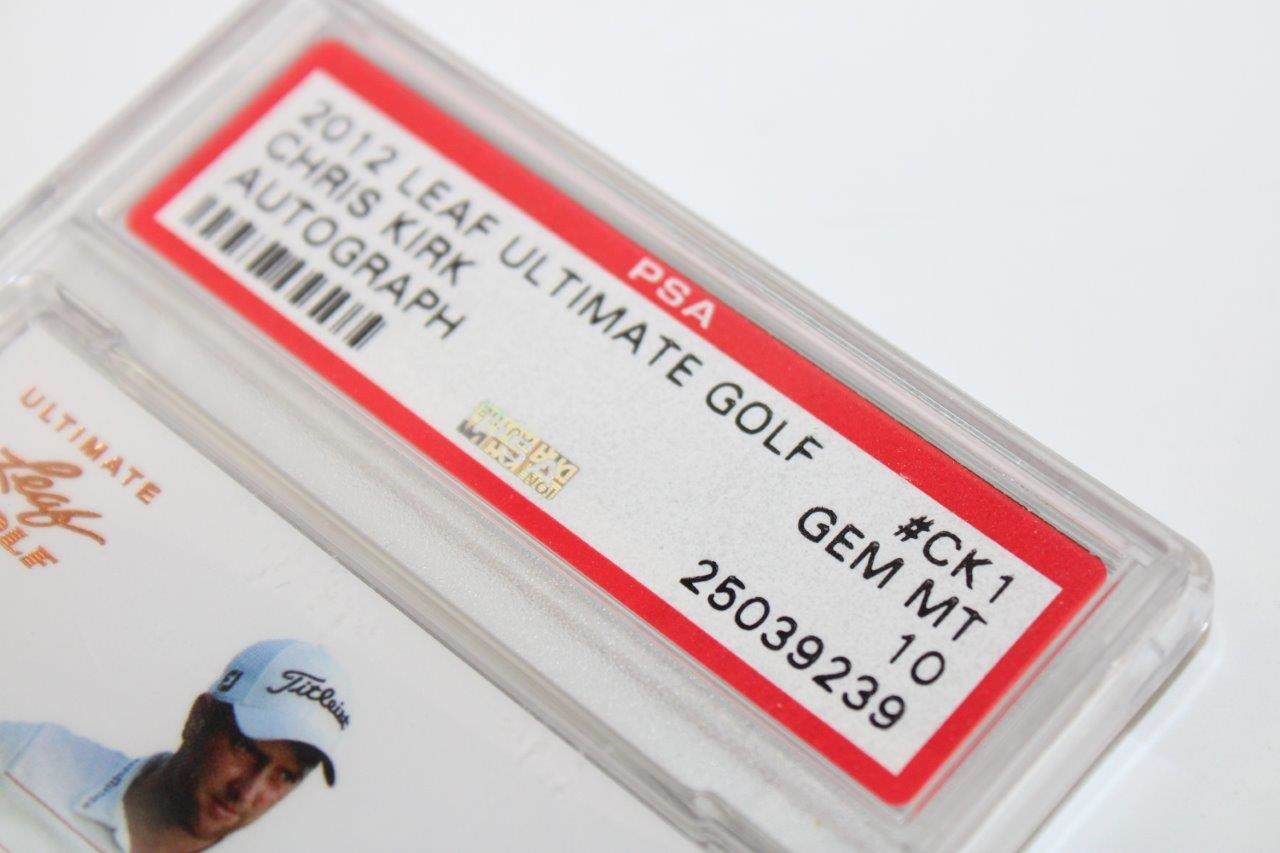 PSA
2012 LEAF ULTIMATE GOLF
CHRIS KIRK
AUTOGRAPH
#CK1
GEM MT
10
25039239
ULTIMATE
Leaf
Titleist